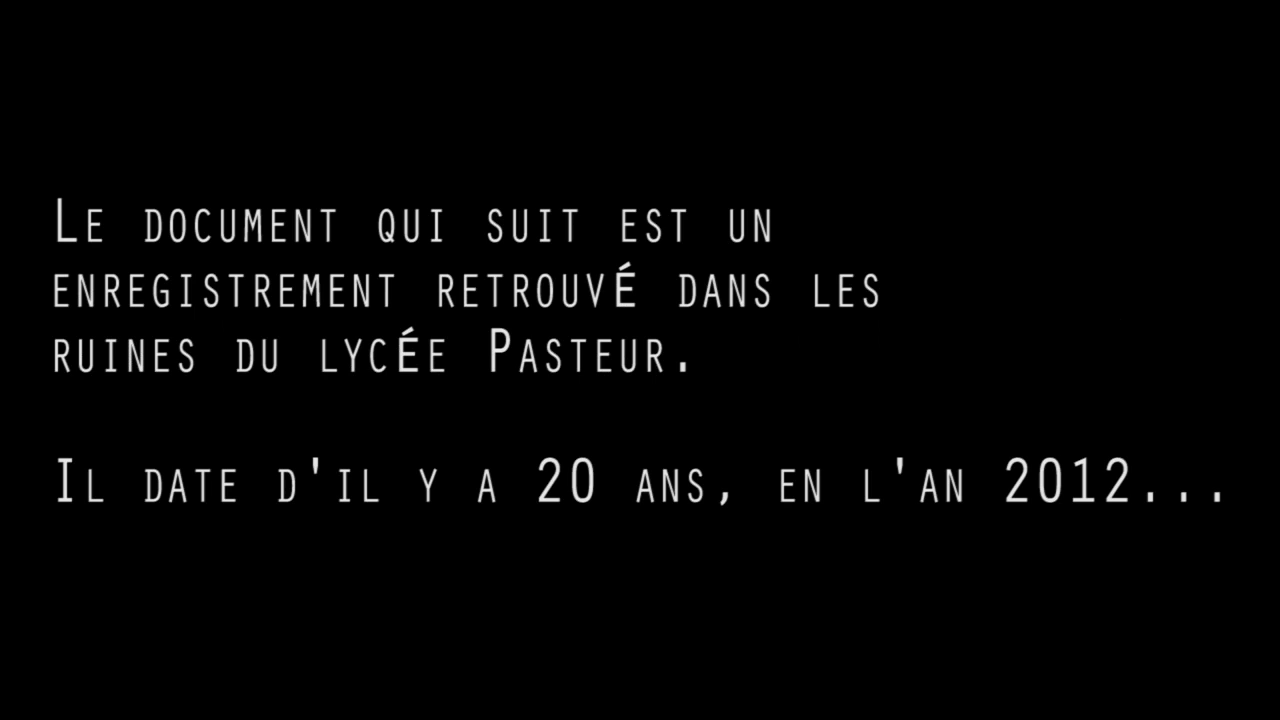 Le document qui suit est un
enregistrement retrouvé dans les
ruines du lycée Pasteur.
Il date d'il y a 20 ans, en l'an 2012...